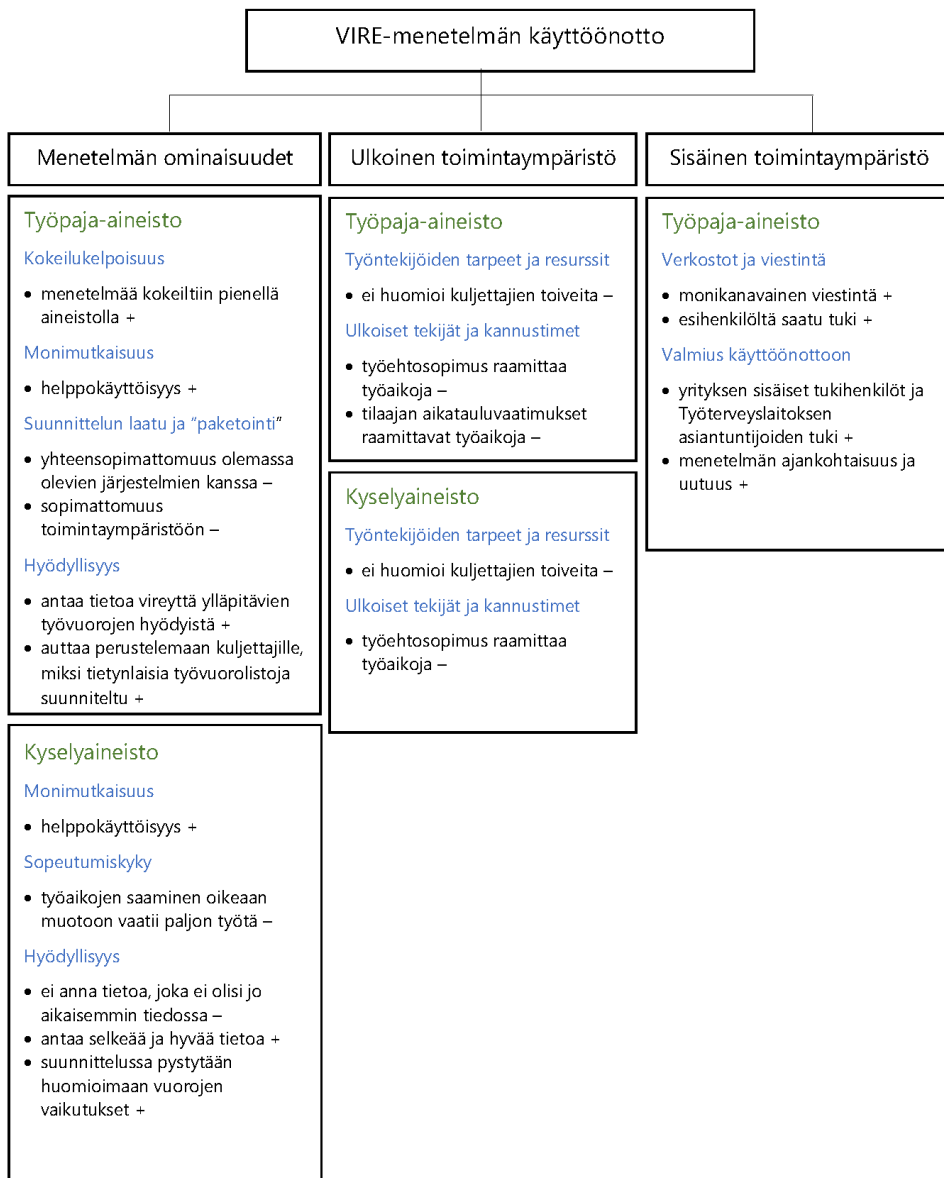 VIRE-menetelmän käyttöönotto
Menetelmän ominaisuudet
Työpaja-aineisto
Kokeilukelpoisuus
• menetelmää kokeiltiin pienellä
aineistolla +
Monimutkaisuus
• helppokäyttöisyys +
Suunnittelun laatu ja “paketointi”
• yhteensopimattomuus olemassa
olevien järjestelmien kanssa –
• sopimattomuus
toimintaympäristöön –
Hyödyllisyys
• antaa tietoa vireyttä ylläpitävien
työvuorojen hyödyistä +
• auttaa perustelemaan kuljettajille,
miksi tietynlaisia työvuorolistoja
suunniteltu +
Kyselyaineisto
Monimutkaisuus
• helppokäyttöisyys +
Sopeutumiskyky
• työaikojen saaminen oikeaan
muotoon vaatii paljon työtä –
Hyödyllisyys
• ei anna tietoa, joka ei olisi jo
aikaisemmin tiedossa –
• antaa selkeää ja hyvää tietoa +
• suunnittelussa pystytään
huomioimaan vuorojen
vaikutukset +
Ulkoinen toimintaympäristö
Työpaja-aineisto
Työntekijöiden tarpeet ja resurssit
• ei huomioi kuljettajien toiveita –
Ulkoiset tekijät ja kannustimet
• työehtosopimus raamittaa
työaikoja –
• tilaajan aikatauluvaatimukset
raamittavat työaikoja –
Kyselyaineisto
Työntekijöiden tarpeet ja resurssit
• ei huomioi kuljettajien toiveita –
Ulkoiset tekijät ja kannustimet
• työehtosopimus raamittaa
työaikoja –
Sisäinen toimintaympäristö
Työpaja-aineisto
Verkostot ja viestintä
• monikanavainen viestintä +
• esihenkilöltä saatu tuki +
Valmius käyttöönottoon
• yrityksen sisäiset tukihenkilöt ja
Työterveyslaitoksen
asiantuntijoiden tuki +
• menetelmän ajankohtaisuus ja
uutuus +